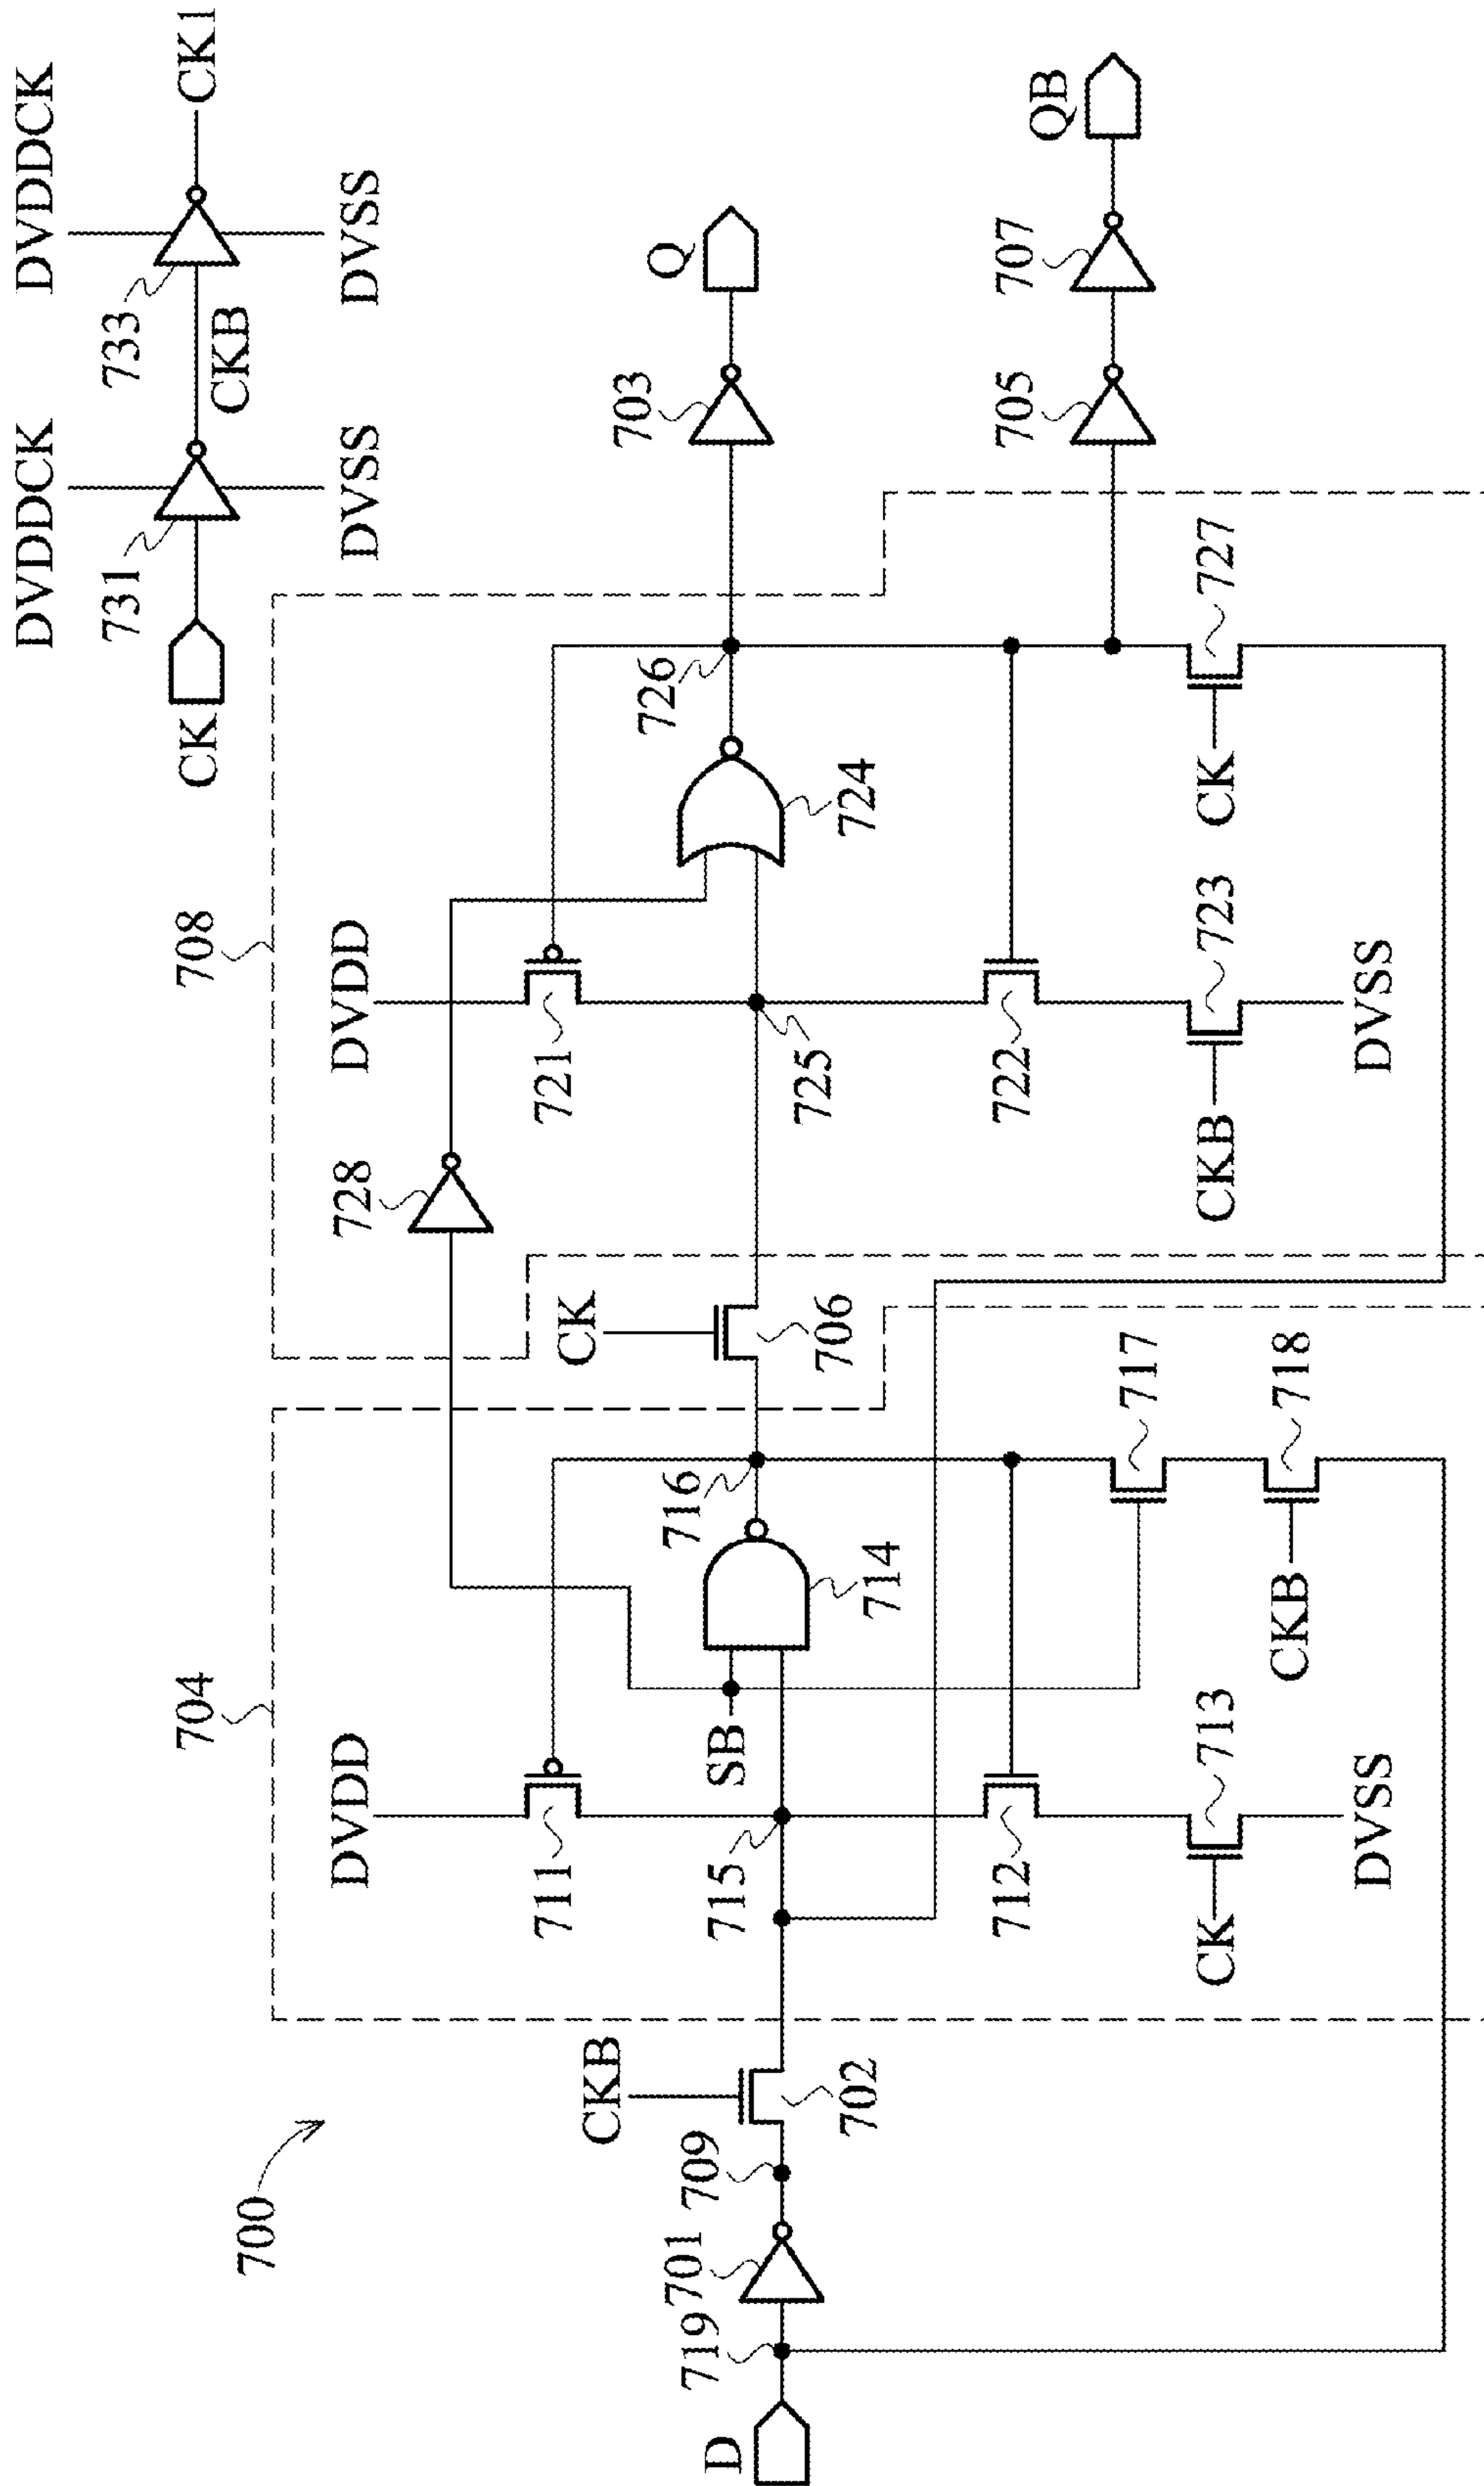 700
CK
731
DVDDCK
DVSS
CKB
733
DVDDCK
DVSS
CK1
704
708
DVDD
728
DVDD
711
721
CKB
CK
Q
D
719
701
709
702
715
SB
714
716
706
725
724
726
703
712
717
722
705
707
QB
CK
713
CKB
718
CKB
723
CK
727
DVSS
DVSS